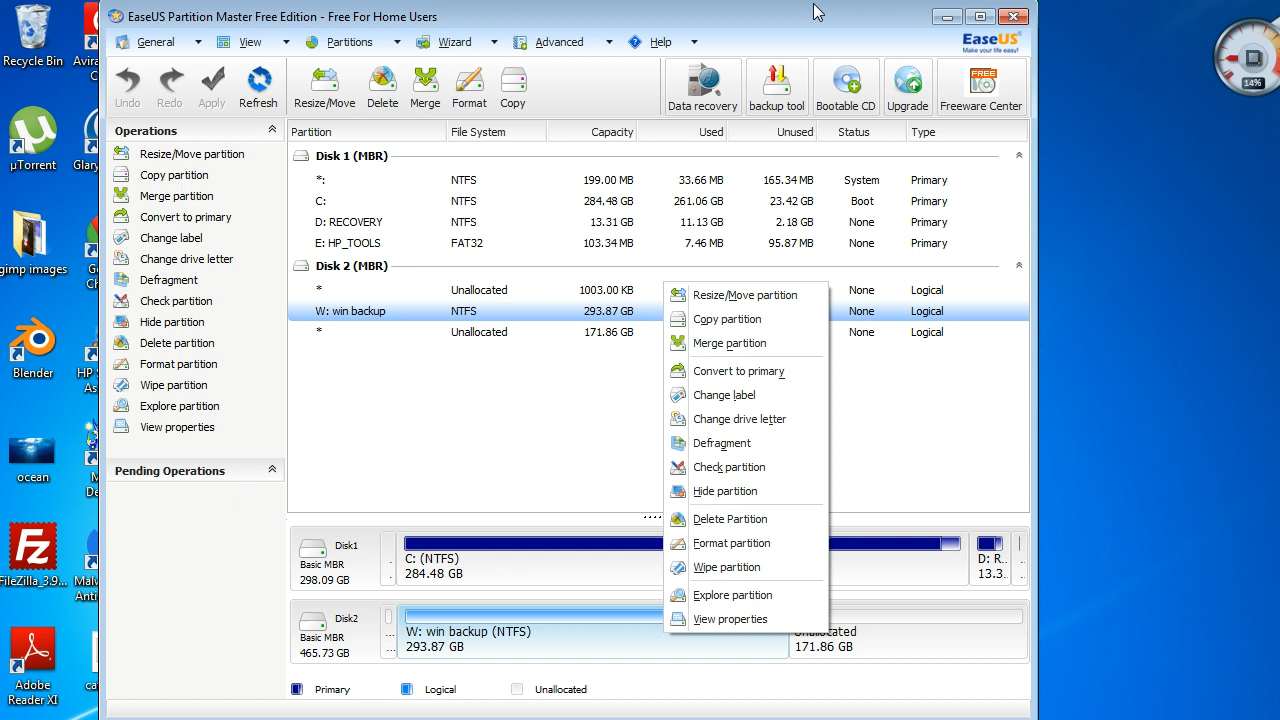 EaseUS Partition Master Free Edition - Free For Home Users
General View Partitions Wizard Advanced Help
EaseUS
Make your life easy!
Undo Redo Apply Refresh Resize/Move Delete Merge Format Copy Data recovery backup tool Bootable CD Upgrade FREE Freeware Center
Operations
Resize/Move partition
Copy partition
Merge partition
Convert to primary
Change label
Change drive letter
Defragment
Check partition
Hide partition
Delete partition
Format partition
Wipe partition
Explore partition
View properties
Pending Operations
Partition File System Capacity Used Unused Status Type
Disk 1 (MBR)
*: NTFS 199.00 MB 33.66 MB 165.34 MB System Primary
C: NTFS 284.48 GB 261.06 GB 23.42 GB Boot Primary
D: RECOVERY NTFS 13.31 GB 11.13 GB 2.18 GB None Primary
E: HP_TOOLS FAT32 103.34 MB 7.46 MB 95.87 MB None Primary
Disk 2 (MBR)
* Unallocated 1003.00 KB None Logical
W: win backup NTFS 293.87 GB None Logical
* Unallocated 171.86 GB None Logical
Resize/Move partition
Copy partition
Merge partition
Convert to primary
Change label
Change drive letter
Defragment
Check partition
Hide partition
Delete Partition
Format partition
Wipe partition
Explore partition
View properties
Disk1
Basic MBR
298.09 GB
C: (NTFS)
284.48 GB
D: R..
13.3..
Disk2
Basic MBR
465.73 GB
W: win backup (NTFS)
293.87 GB
Unallocated
171.86 GB
Primary Logical Unallocated
Recycle Bin
µTorrent
gimp images
Blender
ocean
FileZilla_3.9...
Adobe
Reader XI
14%